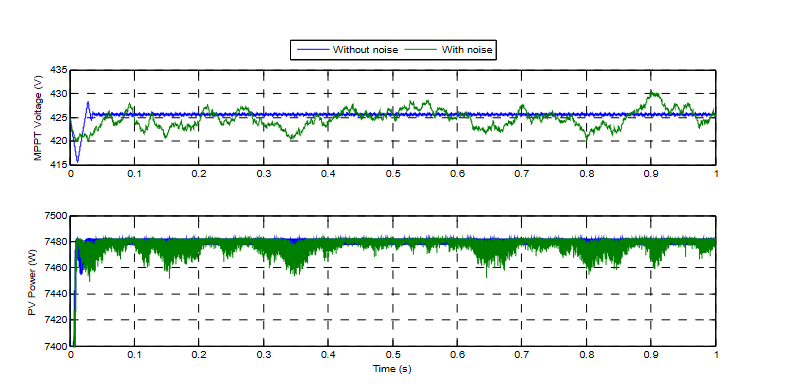 Without noise With noise
MPPT Voltage (V)
435
430
425
420
415
0 0.1 0.2 0.3 0.4 0.5 0.6 0.7 0.8 0.9 1
PV Power (W)
7500
7480
7460
7440
7420
7400
0 0.1 0.2 0.3 0.4 0.5 0.6 0.7 0.8 0.9 1
Time (s)